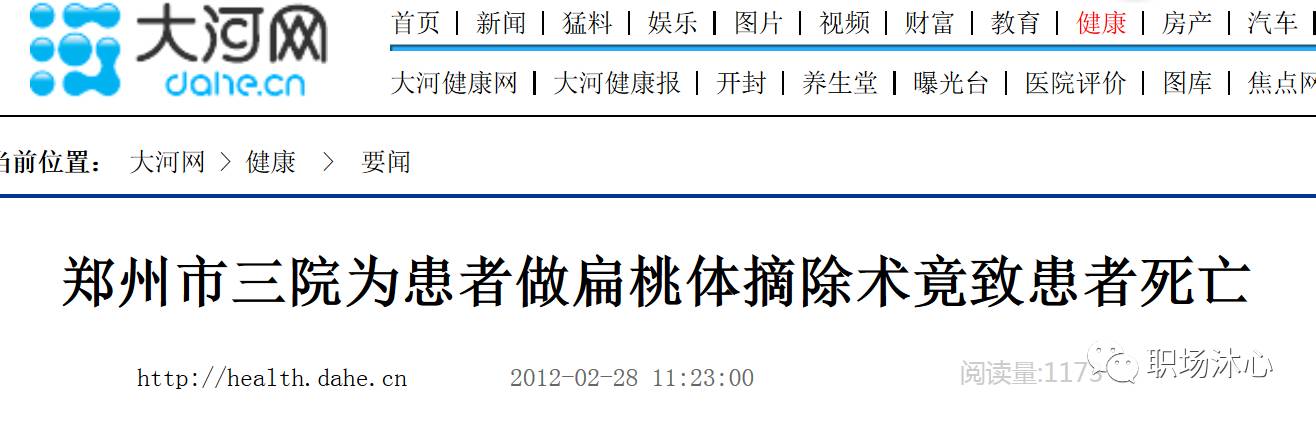 大河网
dahe.cn
首页 | 新闻 | 猛料 | 娱乐 | 图片 | 视频 | 财富 | 教育 | 健康 | 房产 | 汽车 |
大河健康网 | 大河健康报 | 开封 | 养生堂 | 曝光台 | 医院评价 | 图库 | 焦点网
当前位置： 大河网 > 健康 > 要闻
郑州市三院为患者做扁桃体摘除术竟致患者死亡
http://health.dahe.cn 2012-02-28 11:23:00 阅读量:1173
职场沐心